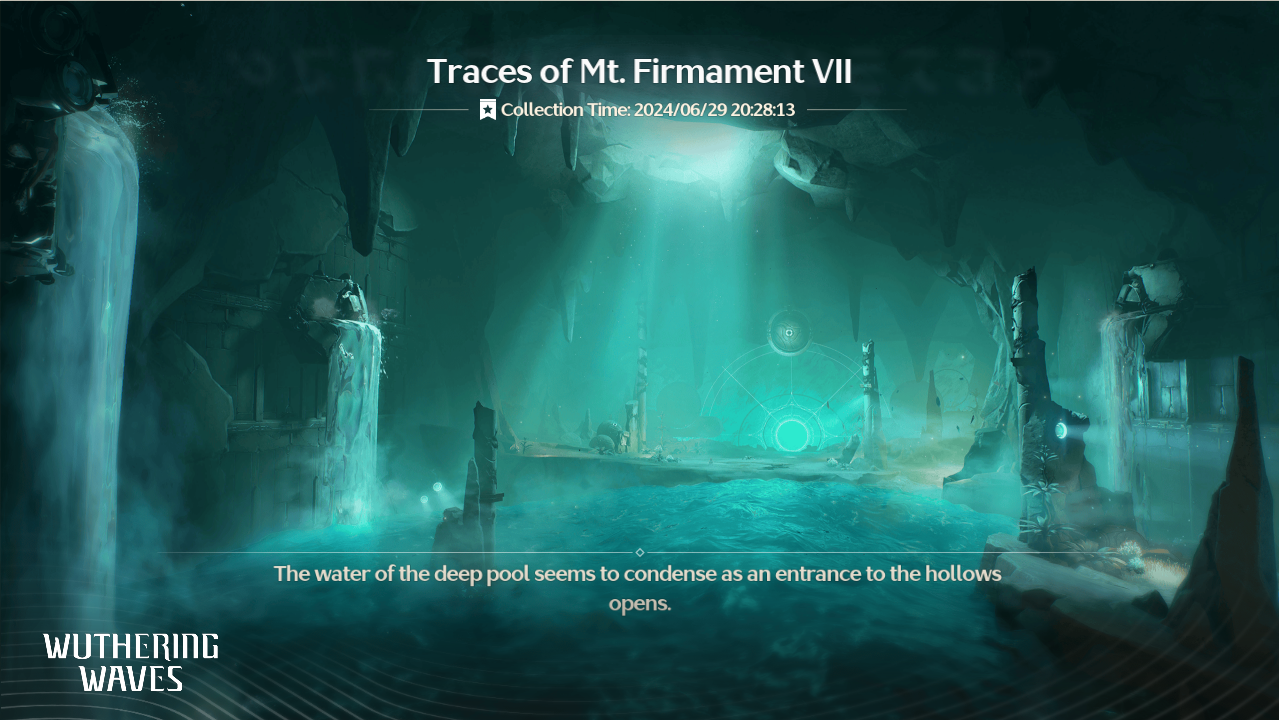 Traces of Mt. Firmament VII
Collection Time: 2024/06/29 20:28:13
The water of the deep pool seems to condense as an entrance to the hollows
opens.
WUTHERING
WAVES